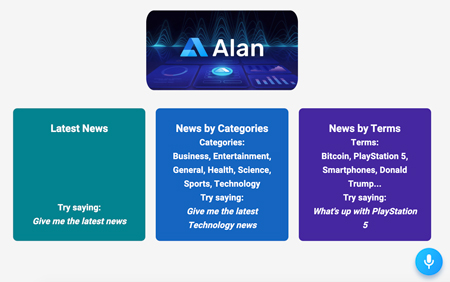 Alan
Latest News
Try saying:
Give me the latest news
News by Categories
Categories:
Business, Entertainment,
General, Health, Science,
Sports, Technology
Try saying:
Give me the latest
Technology news
News by Terms
Terms:
Bitcoin, PlayStation 5,
Smartphones, Donald
Trump...
Try saying:
What's up with PlayStation
5